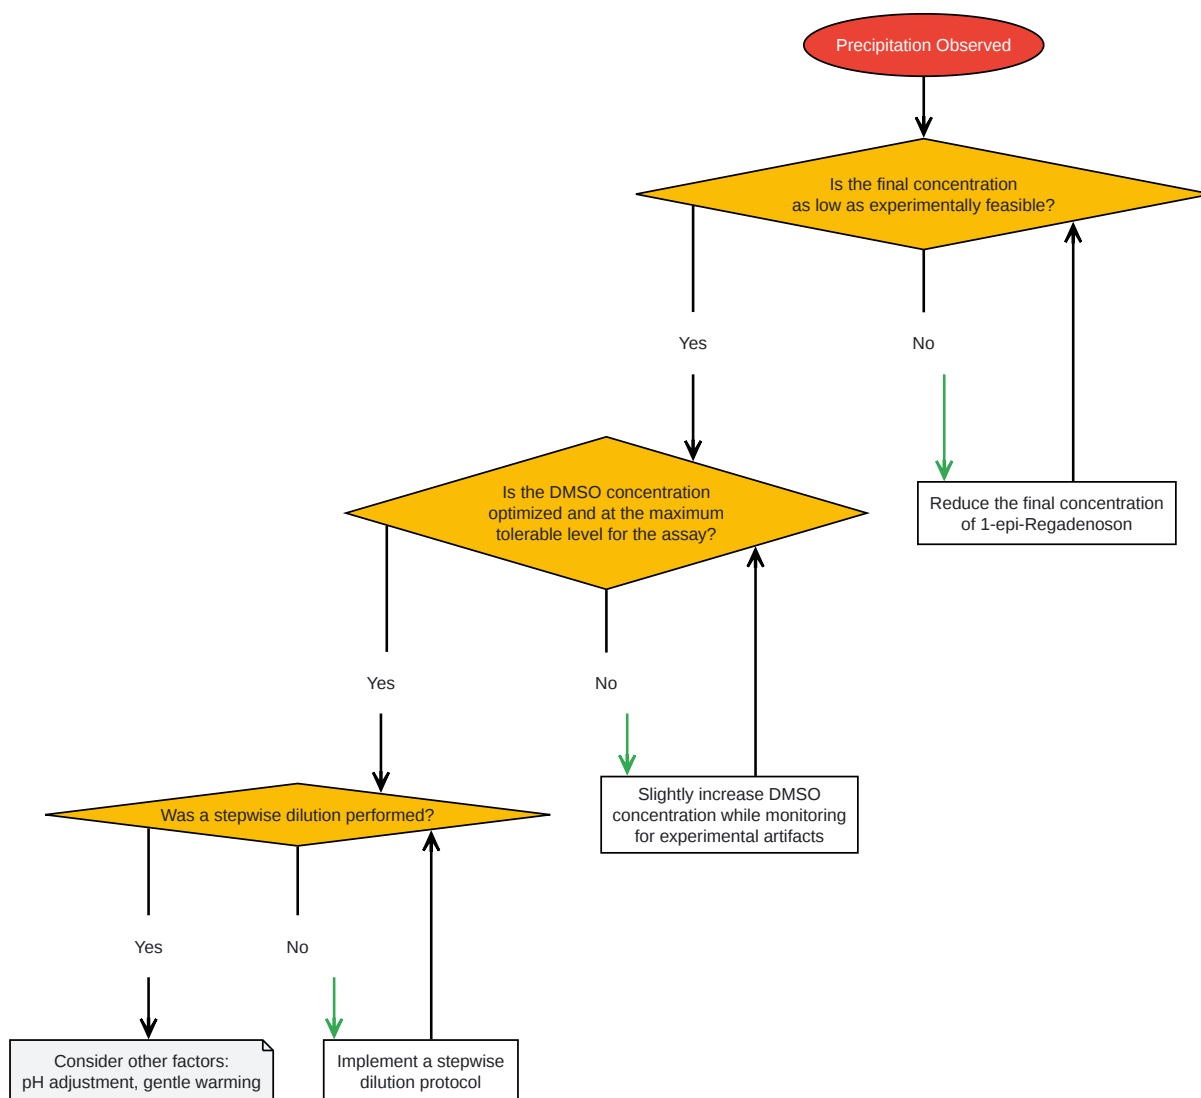 Precipitation Observed
Is the final concentration
as low as experimentally feasible?
Yes
No
Is the DMSO concentration
optimized and at the maximum
tolerable level for the assay?
Reduce the final concentration
of 1-epi-Regadenoson
Yes
No
Slightly increase DMSO
concentration while monitoring
for experimental artifacts
Was a stepwise dilution performed?
Yes
No
Consider other factors:
pH adjustment, gentle warming
Implement a stepwise
dilution protocol